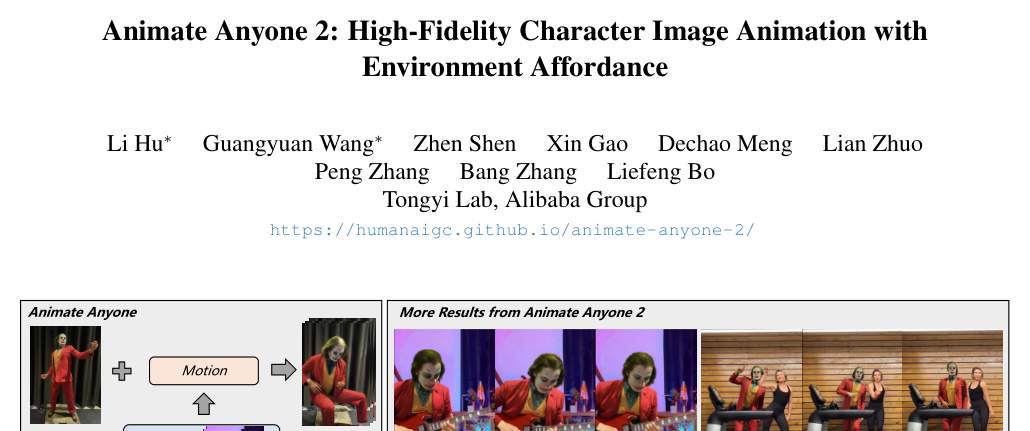 Animate Anyone 2: High-Fidelity Character Image Animation with
Environment Affordance
Li Hu* Guangyuan Wang* Zhen Shen Xin Gao Dechao Meng Lian Zhuo
Peng Zhang Bang Zhang Liefeng Bo
Tongyi Lab, Alibaba Group
https://humanaigc.github.io/animate-anyone-2/
Animate Anyone
Motion
More Results from Animate Anyone 2